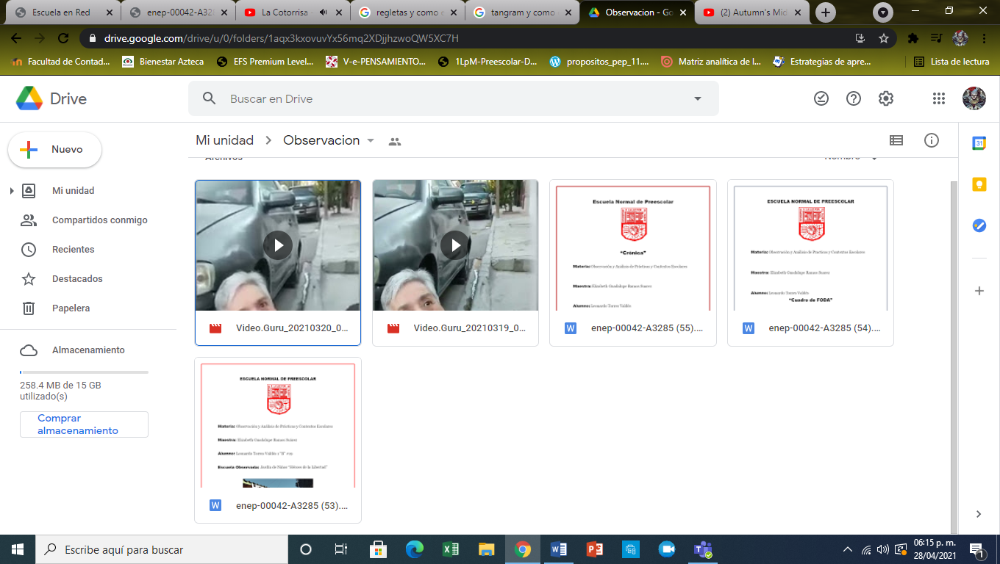 Escuela en Red
enep-00042-A328
La Cotorrisa -
regletas y como e
tangram y como
Observacion - Go
(2) Autumn's Mid
drive.google.com/drive/u/0/folders/1aqx3kxovuvYx56mq2XDjjhzwoQW5XC7H
Facultad de Contad...
Bienestar Azteca
EFS Premium Level...
V-e-PENSAMIENTO...
1LpM-Preescolar-D...
propositos_pep_11....
Matriz analítica de l...
Estrategias de apre...
Lista de lectura
Drive
Buscar en Drive
Nuevo
Mi unidad
Compartidos conmigo
Recientes
Destacados
Papelera
Almacenamiento
258.4 MB de 15 GB
utilizado(s)
Comprar
almacenamiento
Mi unidad > Observacion
Archivos
Nombre
Video.Guru_20210320_0...
Video.Guru_20210319_0...
Escuela Normal de Preescolar
"Crónica"
Materia: Observación y Análisis de Prácticas y Contextos Escolares
Maestra: Elizabeth Guadalupe Ramos Suarez
Alumno: Leonardo Torres Valdés
enep-00042-A3285 (55)....
ESCUELA NORMAL DE PREESCOLAR
Materia: Observación y Análisis de Practicas y Contextos Escolares
Maestra: Elizabeth Guadalupe Ramos Suarez
Alumno: Leonardo Torres Valdés
"Cuadro de FODA"
enep-00042-A3285 (54)....
ESCUELA NORMAL DE PREESCOLAR
Materia: Observación y Análisis de Prácticas y Contextos Escolares
Maestra: Elizabeth Guadalupe Ramos Suárez
Alumno: Leonardo Torres Valdés 1 "B"
Escuela Observada: Jardín de Niños "Héroes de la Libertad"
enep-00042-A3285 (53)....
31
Escribe aquí para buscar
06:15 p. m.
28/04/2021
1